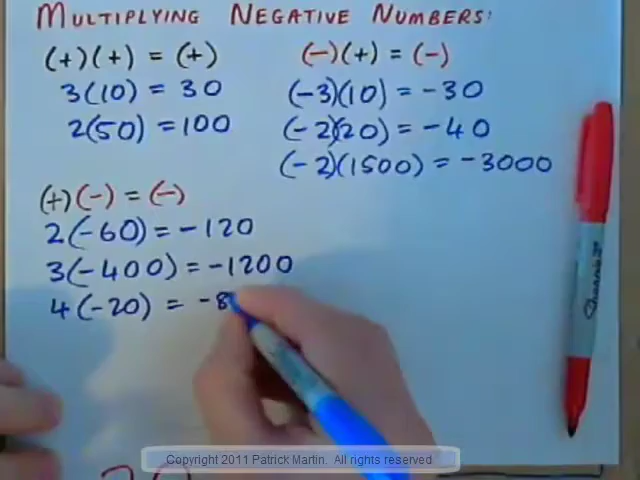 MULTIPLYING NEGATIVE NUMBERS:
(+)(+) = (+)
3(10) = 30
2(50) = 100
(-)(+) = (-)
(-3)(10) = -30
(-2)(20) = -40
(-2)(1500) = -3000
(+)(-) = (-)
2(-60) = -120
3(-400) = -1200
4(-20) = -8
Sharpie
Copyright 2011 Patrick Martin. All rights reserved